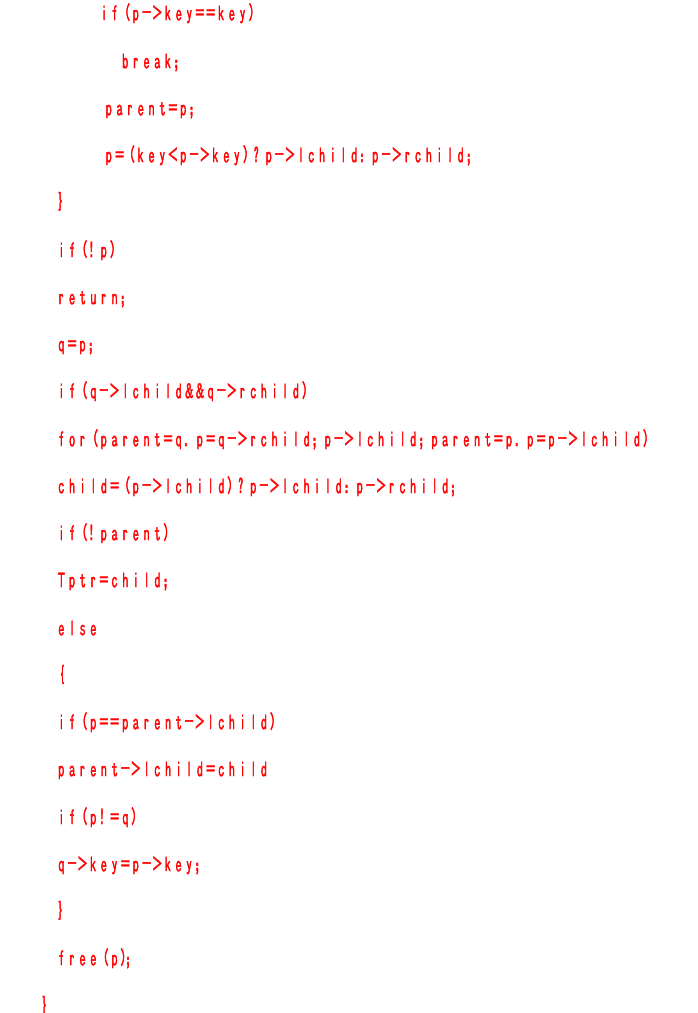 if(p->key==key)
break;
parent=p;
p=(key<p->key)?p->lchild:p->rchild;
}
if(!p)
return;
q=p;
if(q->lchild&&q->rchild)
for(parent=q.p=q->rchild;p->lchild;parent=p.p=p->lchild)
child=(p->lchild)?p->lchild:p->rchild;
if(!parent)
Tptr=child;
else
{
if(p==parent->lchild)
parent->lchild=child
if(p!=q)
q->key=p->key;
}
free(p);
}